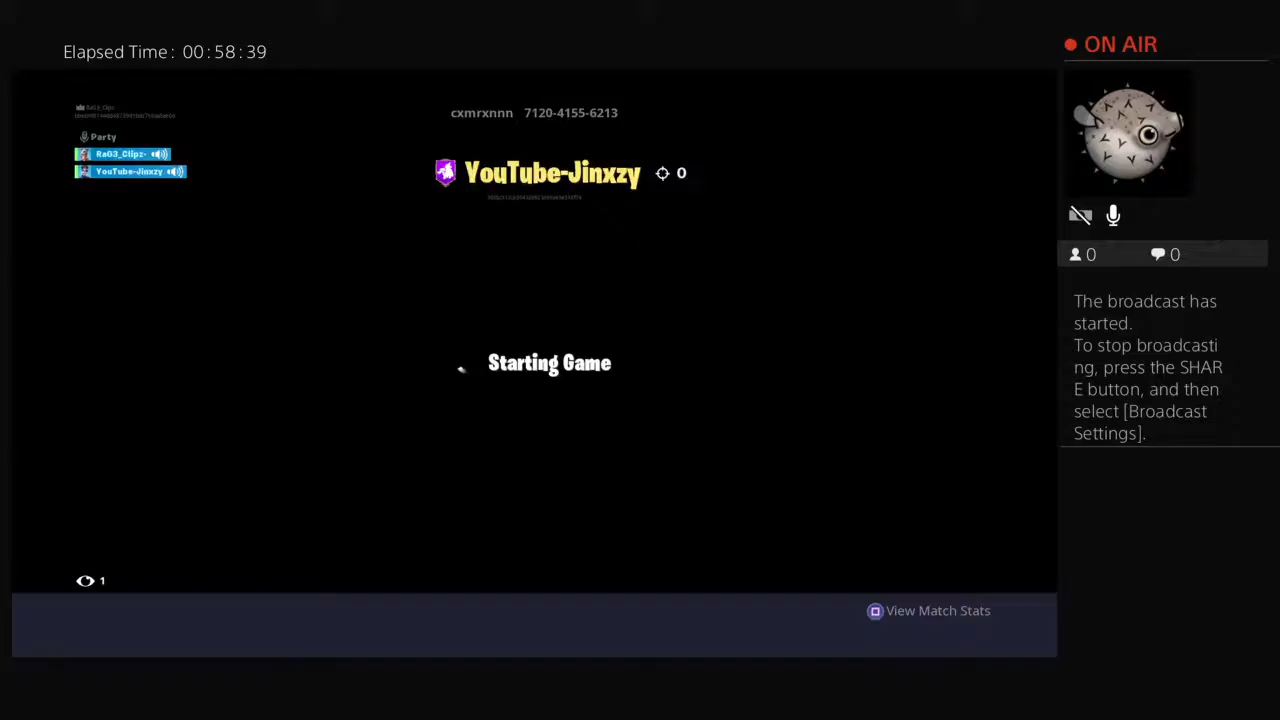 Elapsed Time: 00:58:39
ON AIR
RaG3_Clipz
cxmrxnnn 7120-4155-6213
Party
RaG3_Clipz-
YouTube-Jinxzy
YouTube-Jinxzy 0
0 0
The broadcast has
started.
To stop broadcasti
ng, press the SHAR
E button, and then
select [Broadcast
Settings].
Starting Game
1
View Match Stats